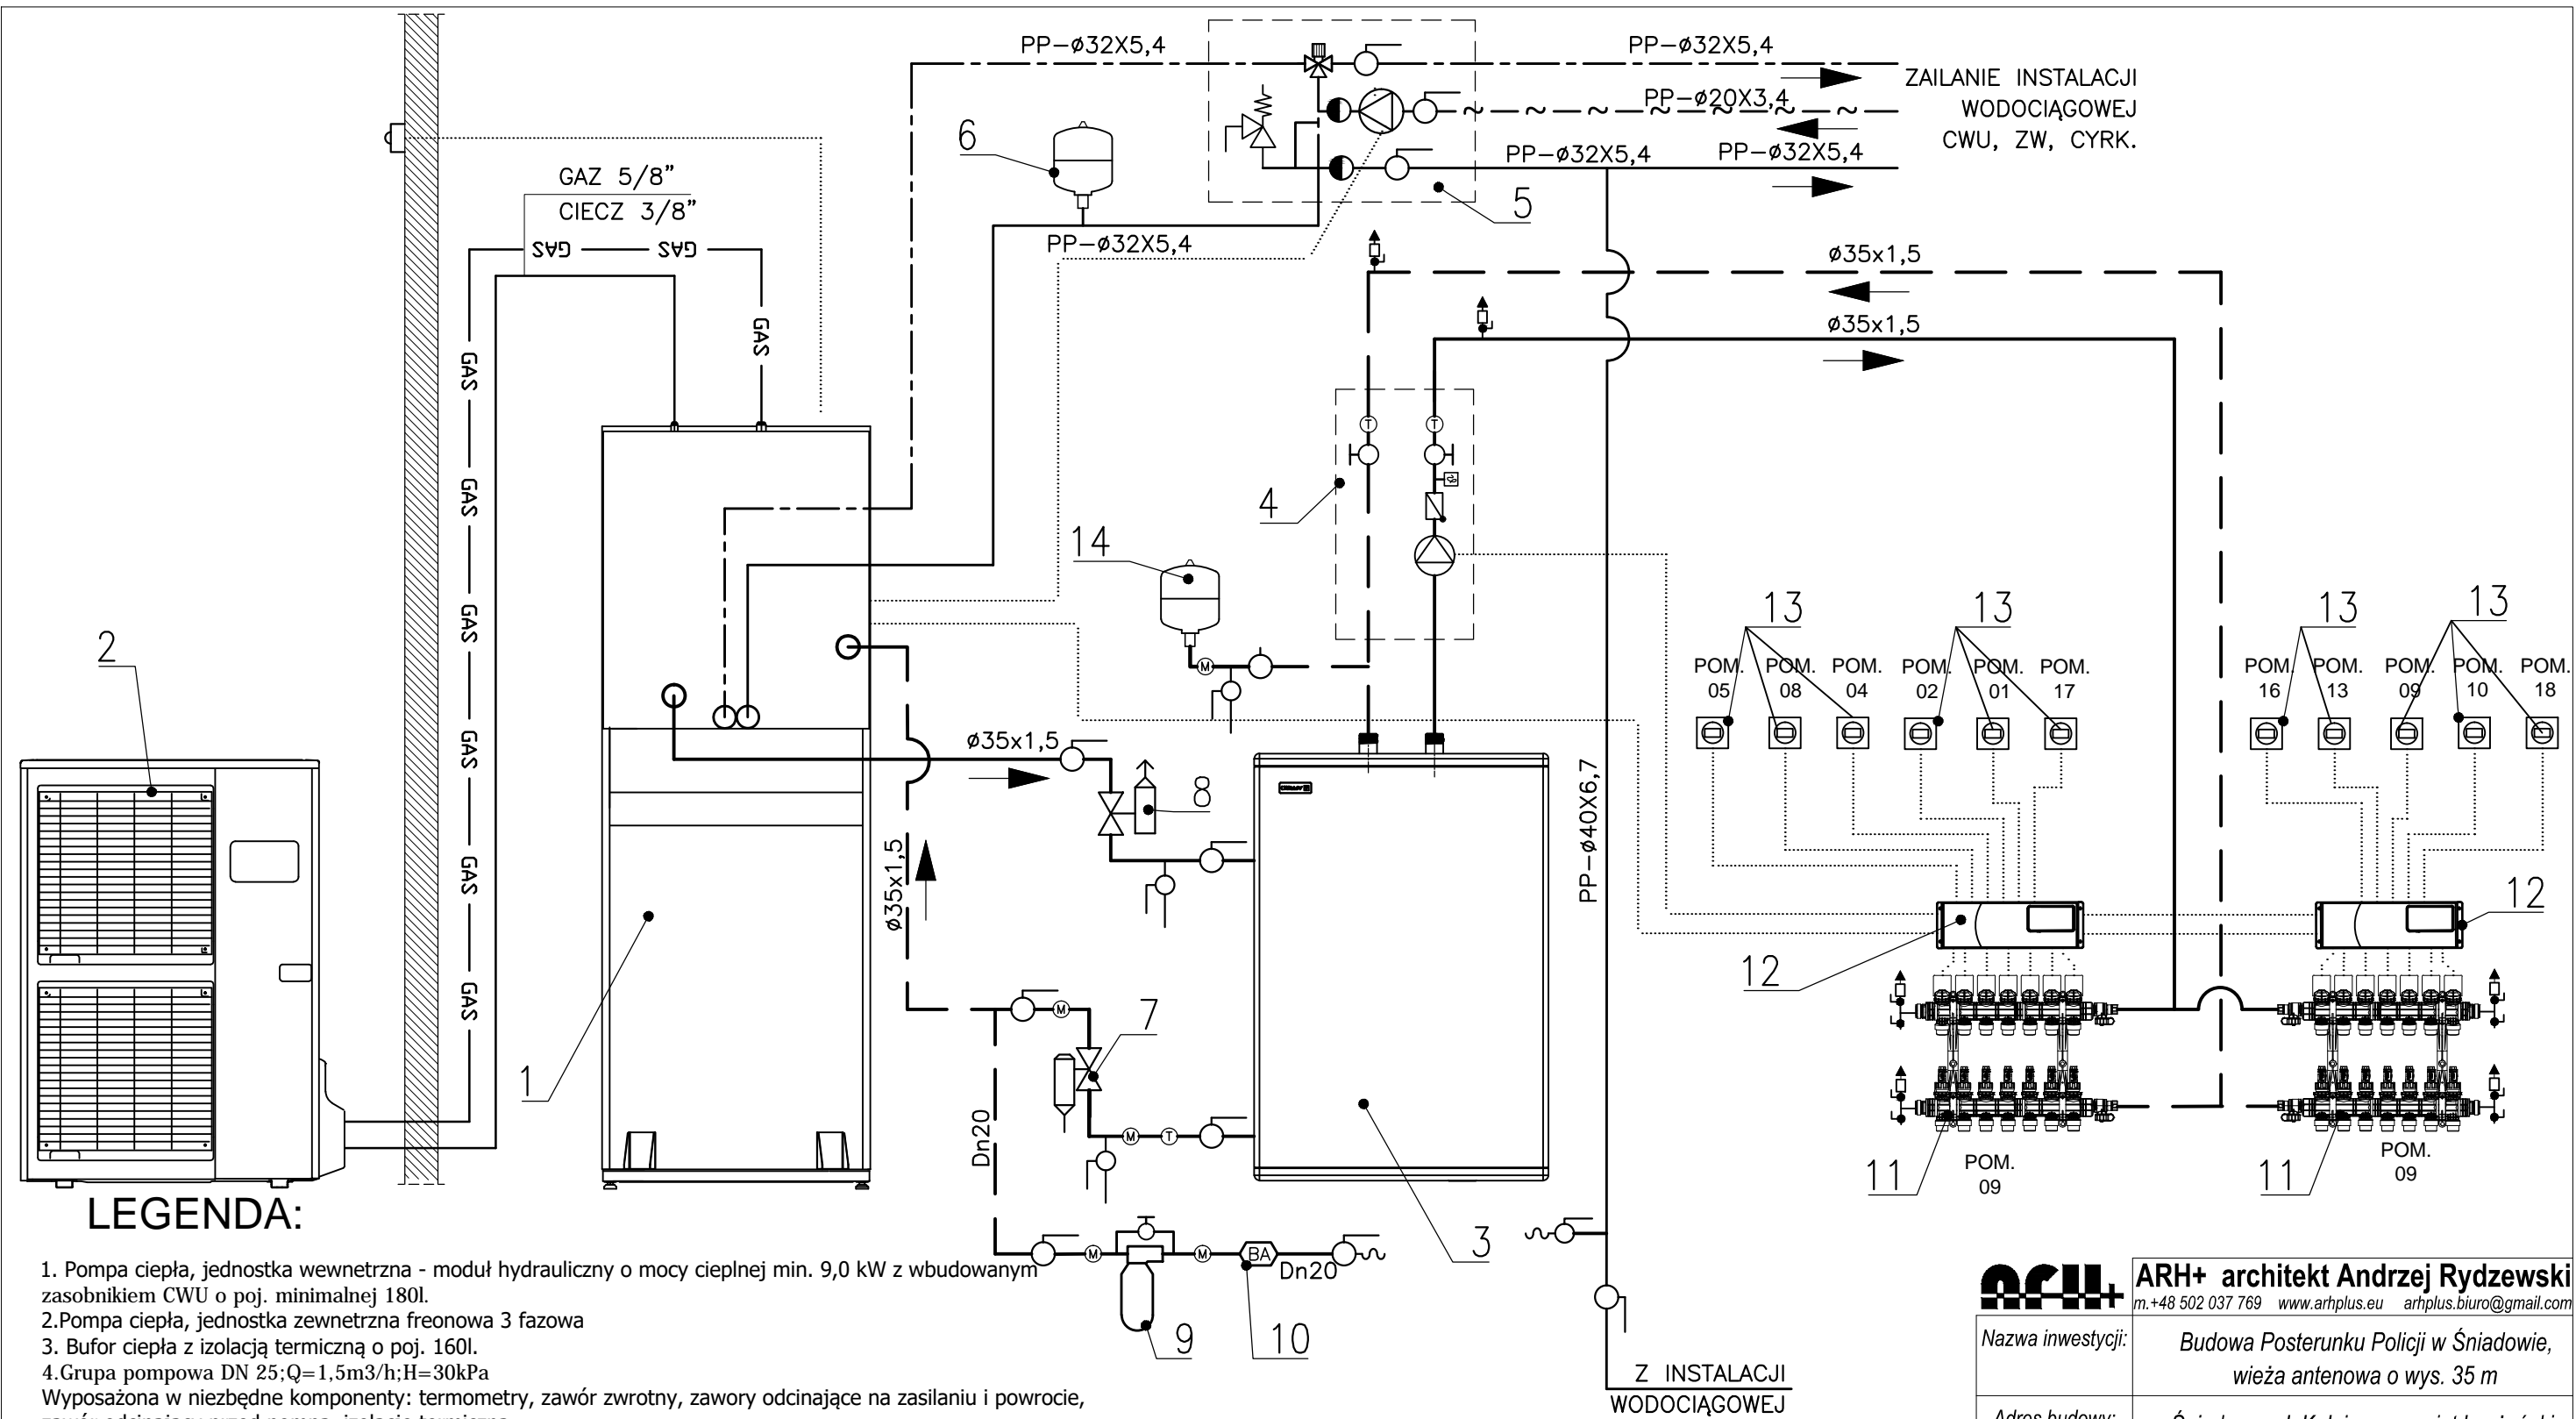 PP-ø32X5,4
PP-ø32X5,4
ZAILANIE INSTALACJI
WODOCIĄGOWEJ
CWU, ZW, CYRK.
PP-ø20X3,4
PP-ø32X5,4
PP-ø32X5,4
6
5
GAZ 5/8”
CIECZ 3/8”
GAS
GAS
PP-ø32X5,4
ø35x1,5
ø35x1,5
GAS
GAS
GAS
GAS
GAS
GAS
GAS
T
T
4
14
M
2
13
13
13
13
POM.
05
POM.
08
POM.
04
POM.
02
POM.
01
POM.
17
POM.
16
POM.
13
POM.
09
POM.
10
POM.
18
ø35x1,5
8
PP-ø40X6,7
ø35x1,5
12
12
M
7
1
Dn20
M
T
3
11
POM.
09
11
POM.
09
M
M
BA
Dn20
9
10
Z INSTALACJI
WODOCIĄGOWEJ
LEGENDA:
1. Pompa ciepła, jednostka wewnetrzna - moduł hydrauliczny o mocy cieplnej min. 9,0 kW z wbudowanym
zasobnikiem CWU o poj. minimalnej 180l.
2.Pompa ciepła, jednostka zewnetrzna freonowa 3 fazowa
3. Bufor ciepła z izolacją termiczną o poj. 160l.
4.Grupa pompowa DN 25;Q=1,5m3/h;H=30kPa
Wyposażona w niezbędne komponenty: termometry, zawór zwrotny, zawory odcinające na zasilaniu i powrocie,
ARH+
ARH+ architekt Andrzej Rydzewski
m.+48 502 037 769 www.arhplus.eu arhplus.biuro@gmail.com
Nazwa inwestycji:
Budowa Posterunku Policji w Śniadowie,
wieża antenowa o wys. 35 m
Adres budowy: